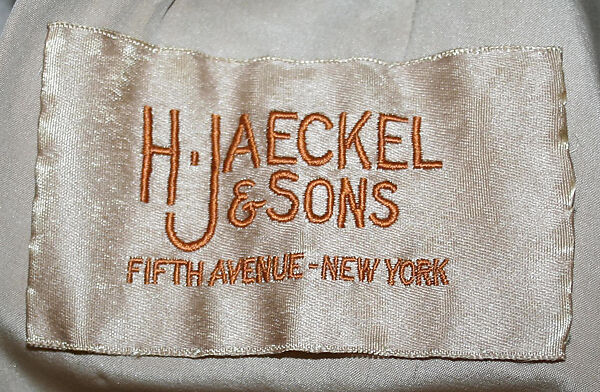 H. JAECKEL
& SONS
FIFTH AVENUE - NEW YORK